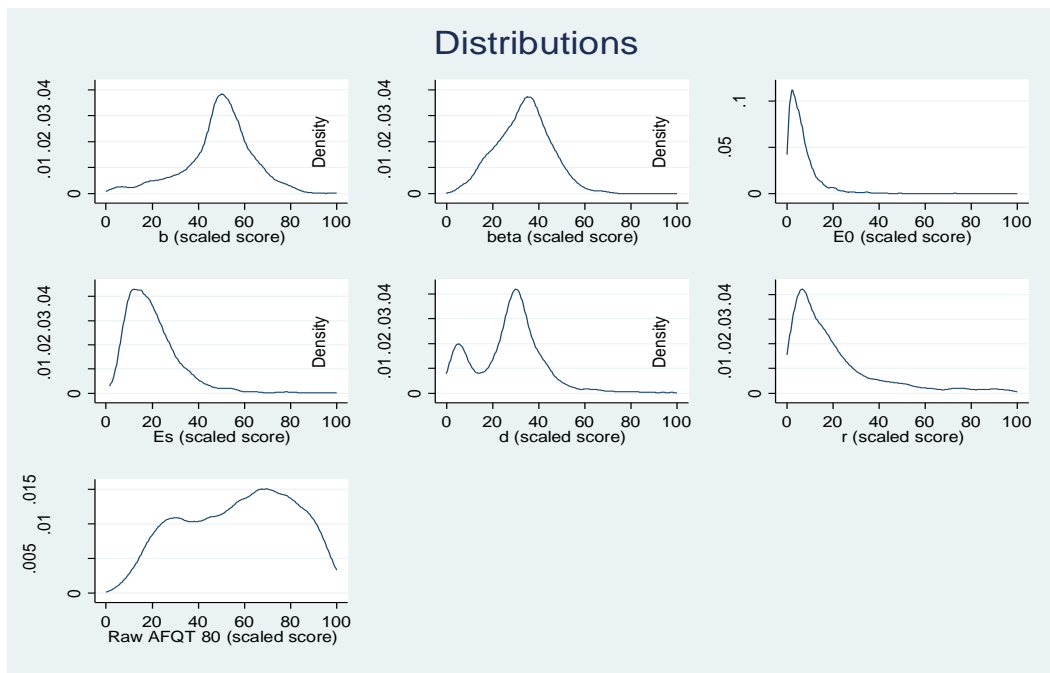 Distributions
0 .01.02.03.04
0 20 40 60 80 100
b (scaled score)
Density
0 .01.02.03.04
0 20 40 60 80 100
beta (scaled score)
Density
0 .05 .1
0 20 40 60 80 100
E0 (scaled score)
0 .01.02.03.04
0 20 40 60 80 100
Es (scaled score)
Density
0 .01.02.03.04
0 20 40 60 80 100
d (scaled score)
Density
0 .01.02.03.04
0 20 40 60 80 100
r (scaled score)
0 .005 .01 .015
0 20 40 60 80 100
Raw AFQT 80 (scaled score)